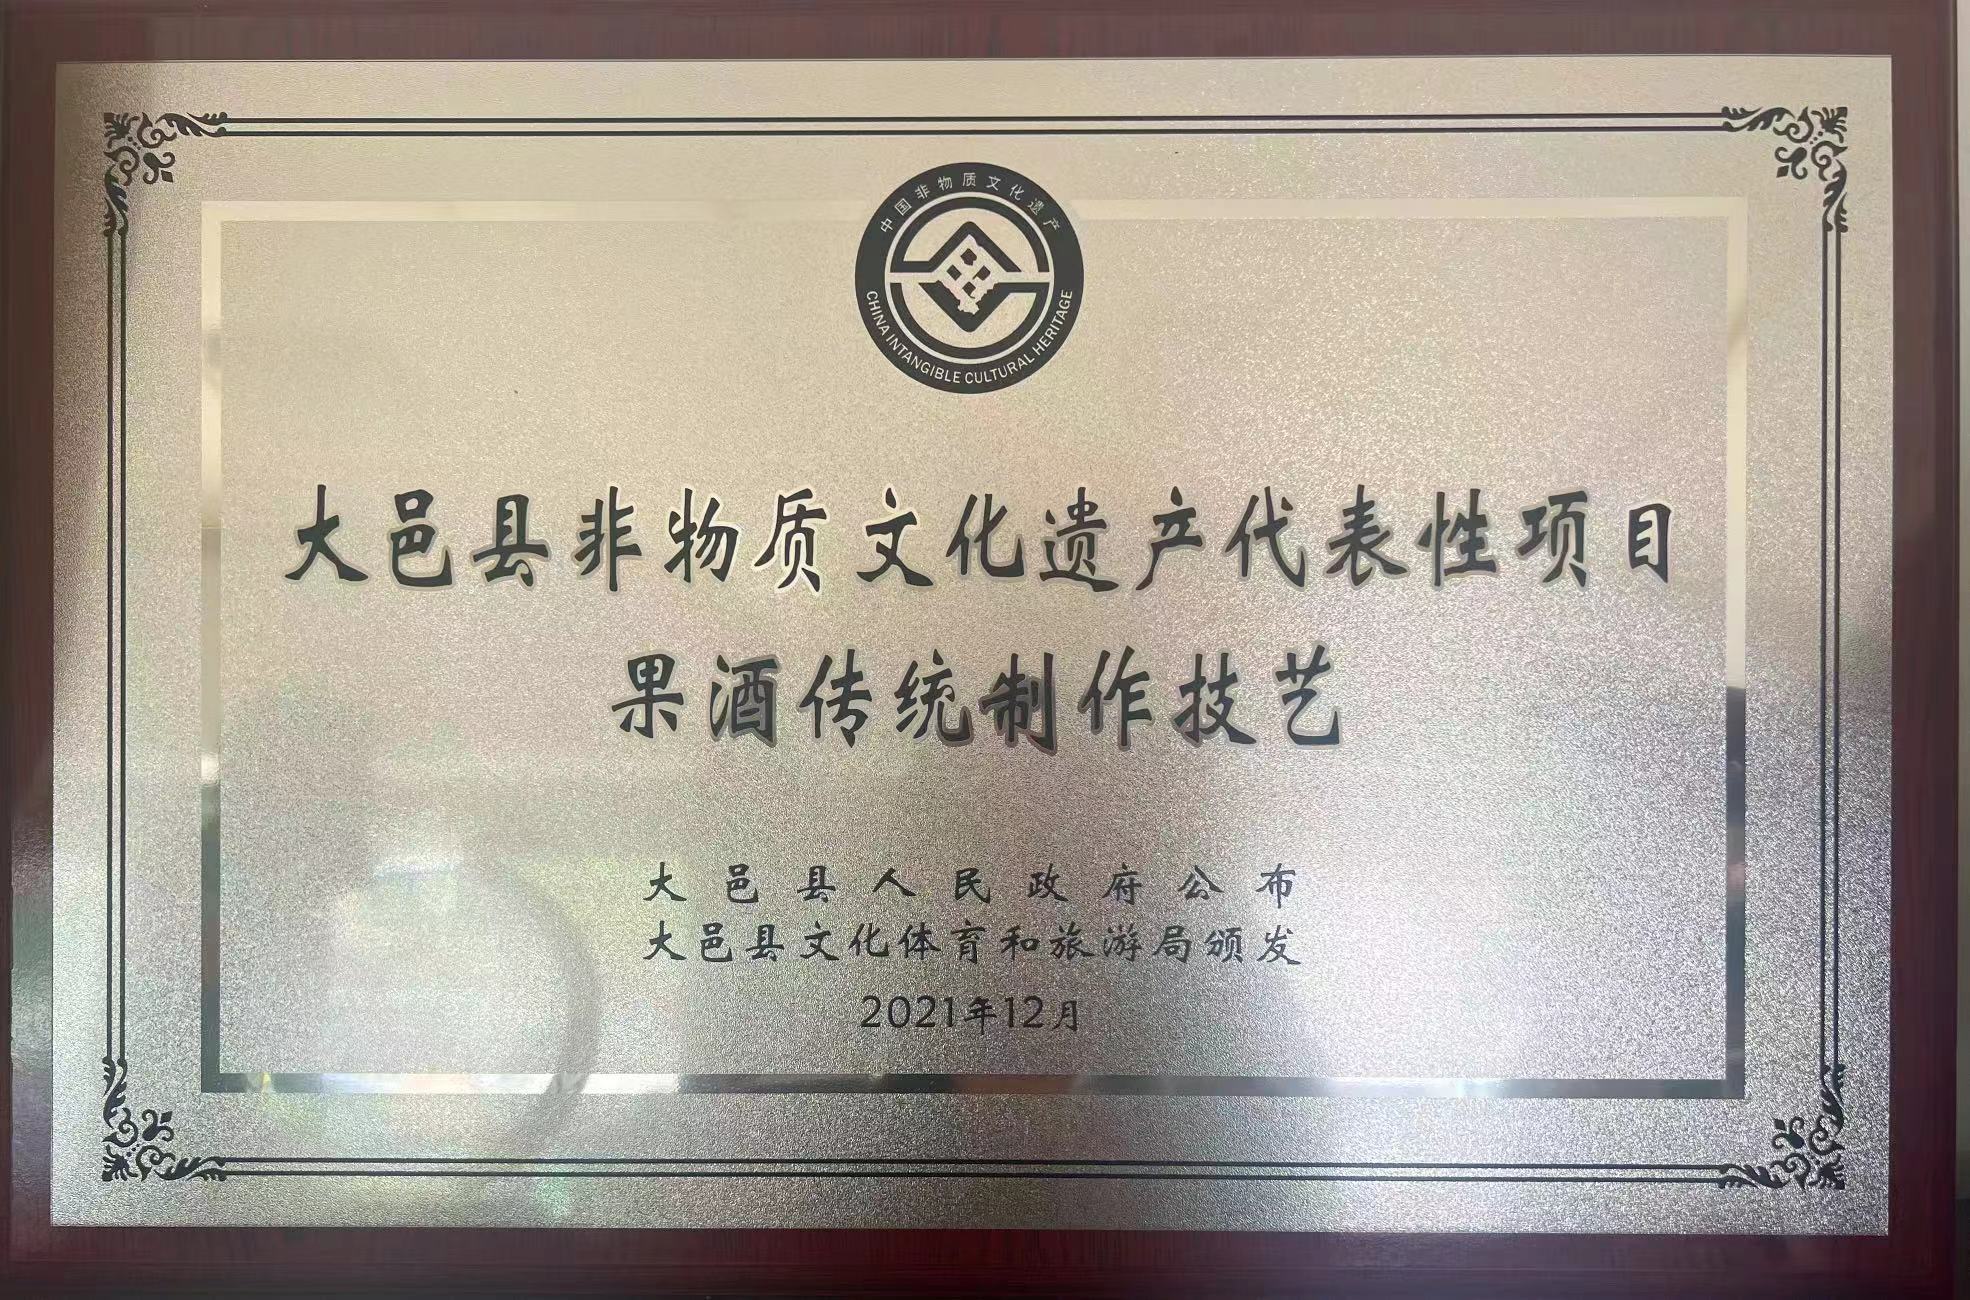 中国非物质文化遗产
CHINA INTANGIBLE CULTURAL HERITAGE
大邑县非物质文化遗产代表性项目
果酒传统制作技艺
大邑县人民政府公布
大邑县文化体育和旅游局颁发
2021年12月